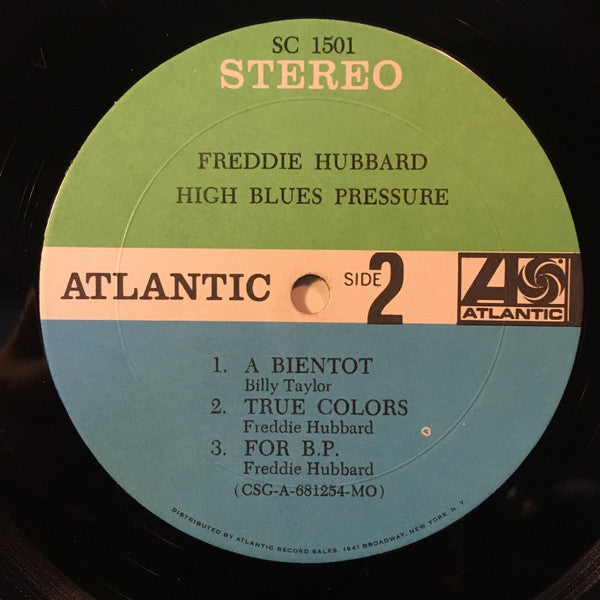 SC 1501
STEREO
FREDDIE HUBBARD
HIGH BLUES PRESSURE
ATLANTIC SIDE 2 ATLANTIC
1. A BIENTOT
Billy Taylor
2. TRUE COLORS
Freddie Hubbard
3. FOR B.P.
Freddie Hubbard
(CSG-A-681254-MO)
DISTRIBUTED BY ATLANTIC RECORD SALES, 1841 BROADWAY, NEW YORK, N.Y.